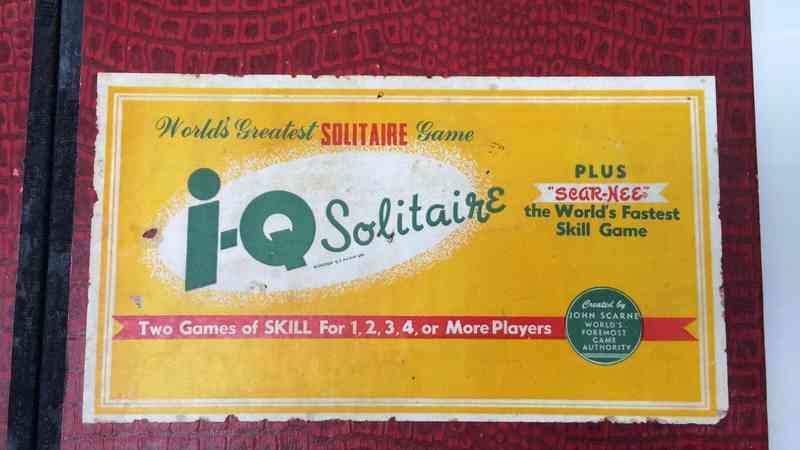 World's Greatest SOLITAIRE Game
i-Q Solitaire
PLUS
"SCAR-NEE"
the World's Fastest
Skill Game
Two Games of SKILL For 1, 2, 3, 4, or More Players
Created by
JOHN SCARNE
WORLD'S
FOREMOST
GAME
AUTHORITY